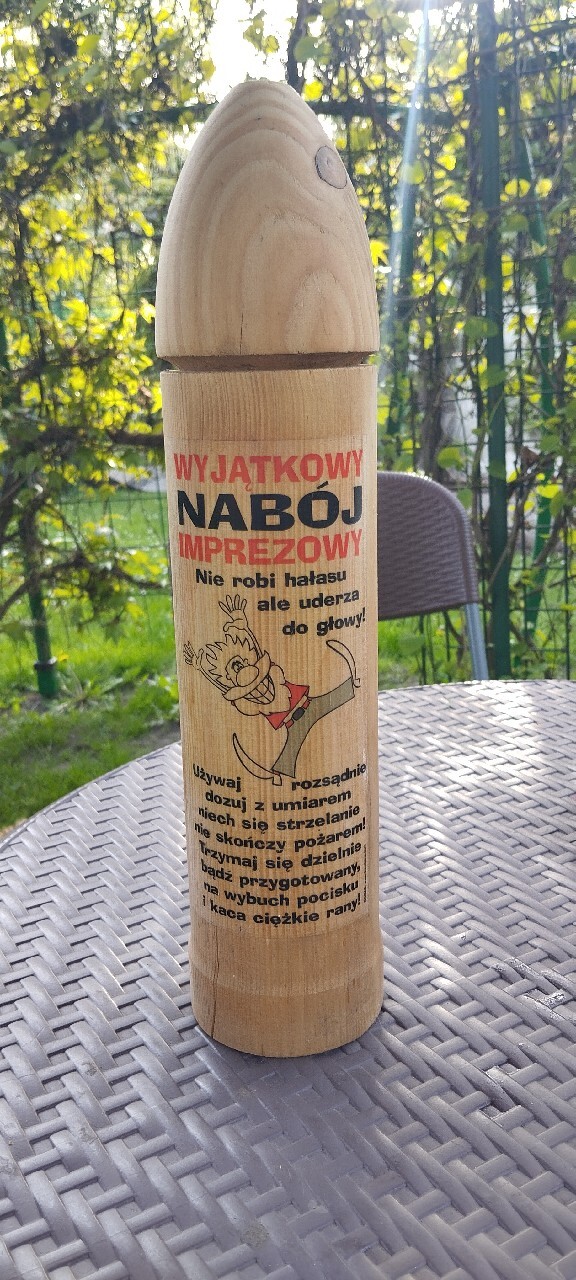 WYJĄTKOWY
NABÓJ
IMPREZOWY
Nie robi hałasu
ale uderza
do głowy!
Używaj rozsądnie
dozuj z umiarem
niech się strzelanie
nie skończy pożarem!
Trzymaj się dzielnie
bądź przygotowany,
na wybuch pocisku
i kaca ciężkie rany!